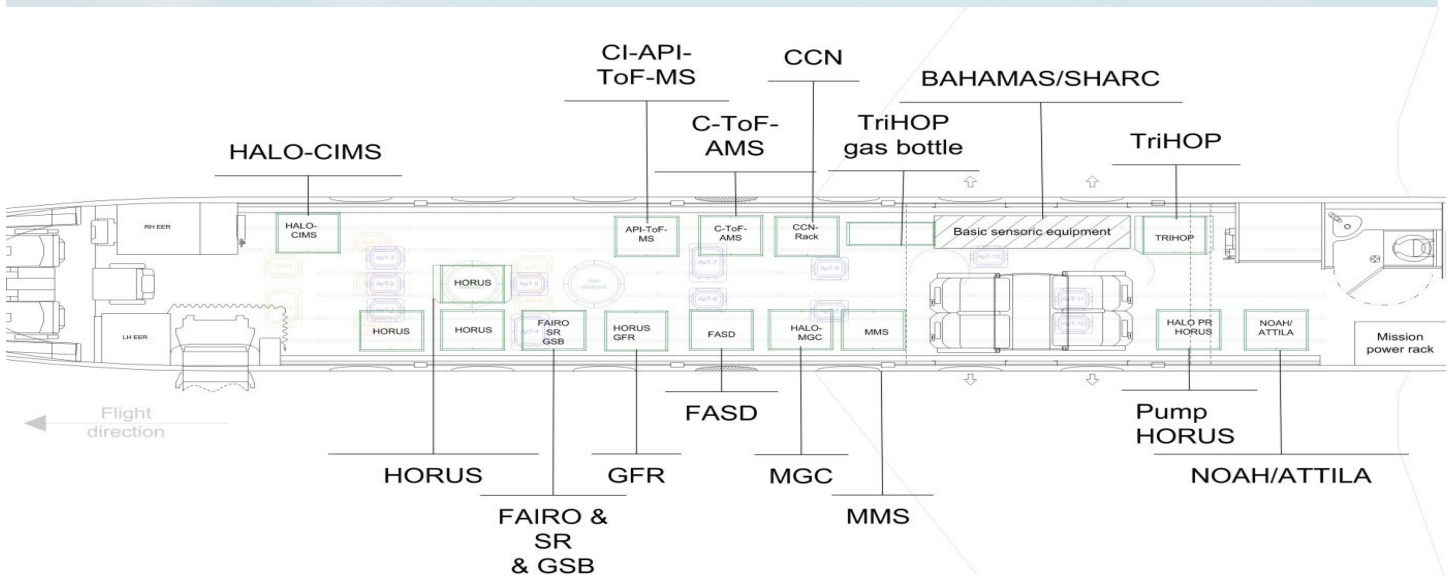 CI-API-
ToF-MS
CCN
BAHAMAS/SHARC
C-ToF-
AMS
TriHOP
gas bottle
TriHOP
HALO-CIMS
RH EER
HALO-
CIMS
API-ToF-
MS
C-ToF-
AMS
CCN-
Rack
Basic sensoric equipment
TRIHOP
HORUS
LH EER
HORUS
HORUS
FAIRO
SR
GSB
HORUS
GFR
FASD
HALO-
MGC
MMS
HALO PR
HORUS
NOAH/
ATTILA
Mission
power rack
Flight
direction
FASD
Pump
HORUS
HORUS
GFR
MGC
NOAH/ATTILA
FAIRO &
SR
& GSB
MMS